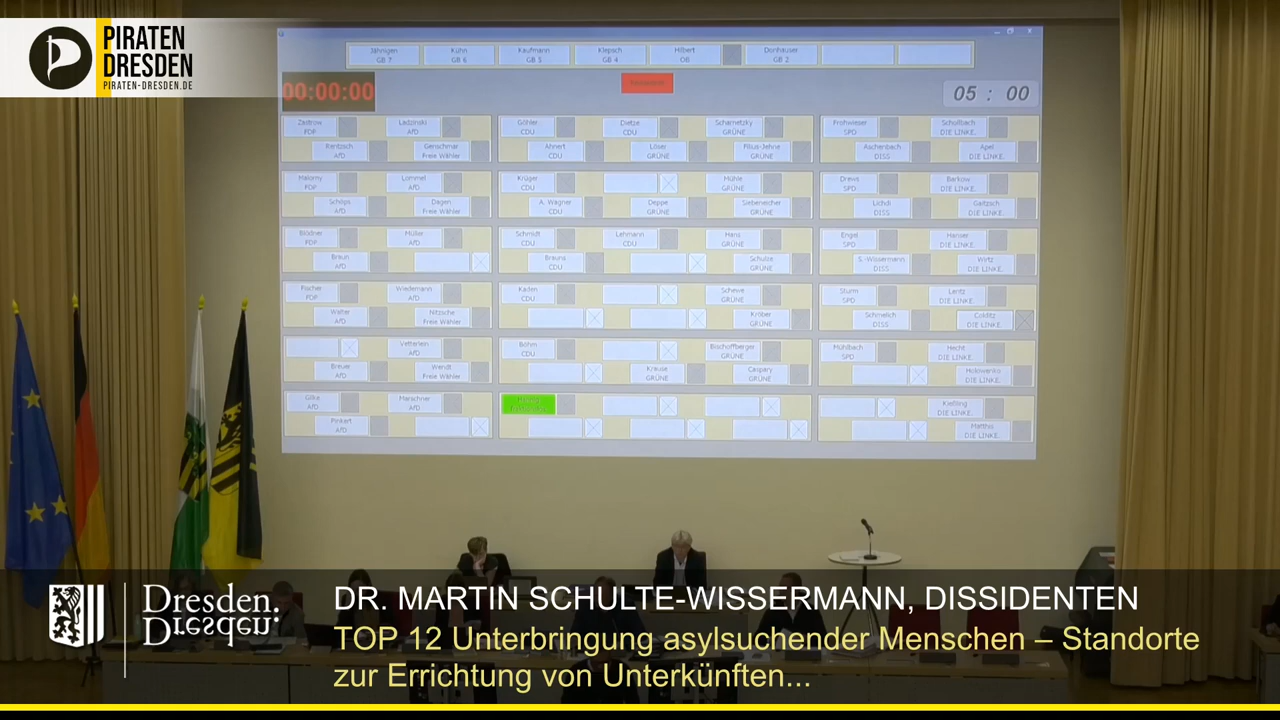 PIRATEN
DRESDEN
PIRATEN-DRESDEN.DE
Jähnigen Kühn Kaufmann Klepsch Hilbert Donhauser
GB 7 GB 6 GB 5 GB 4 OB GB 2
00:00:00
05 : 00
Zastrow Ladzinski Göhler Dietze Scharnetzky Frohwieser Schollbach
FDP AfD CDU CDU GRÜNE SPD DIE LINKE.
Rentzsch Genschmar Ahnert Löser Filius-Jehne Aschenbach Apel
AfD Freie Wähler CDU GRÜNE GRÜNE DISS DIE LINKE.
Malorny Lommel Krüger Mühle Drews Barkow
FDP AfD CDU GRÜNE SPD DIE LINKE.
Schöps Dagen A. Wagner Deppe Siebeneicher Lichdi Gaitzsch
AfD Freie Wähler CDU GRÜNE GRÜNE DISS DIE LINKE.
Blödner Müller Schmidt Lehmann Hans Engel Hanser
FDP AfD CDU CDU GRÜNE SPD DIE LINKE.
Braun Brauns Schulze S.-Wissermann Wirtz
AfD CDU GRÜNE DISS DIE LINKE.
Fischer Wiedemann Kaden Schewe Sturm Lentz
FDP AfD CDU GRÜNE SPD DIE LINKE.
Walter Nitzsche Kröber Schmelich Colditz
AfD Freie Wähler GRÜNE DISS DIE LINKE.
Vetterlein Böhm Bischoffberger Mühlbach Hecht
AfD CDU GRÜNE SPD DIE LINKE.
Breuer Wendt Krause Caspary Holowenko
AfD Freie Wähler GRÜNE GRÜNE DIE LINKE.
Gilke Marschner Kießling
AfD AfD DIE LINKE.
Pinkert Matthis
AfD DIE LINKE.
Dresden.
Dresden.
DR. MARTIN SCHULTE-WISSERMANN, DISSIDENTEN
TOP 12 Unterbringung asylsuchender Menschen – Standorte
zur Errichtung von Unterkünften...